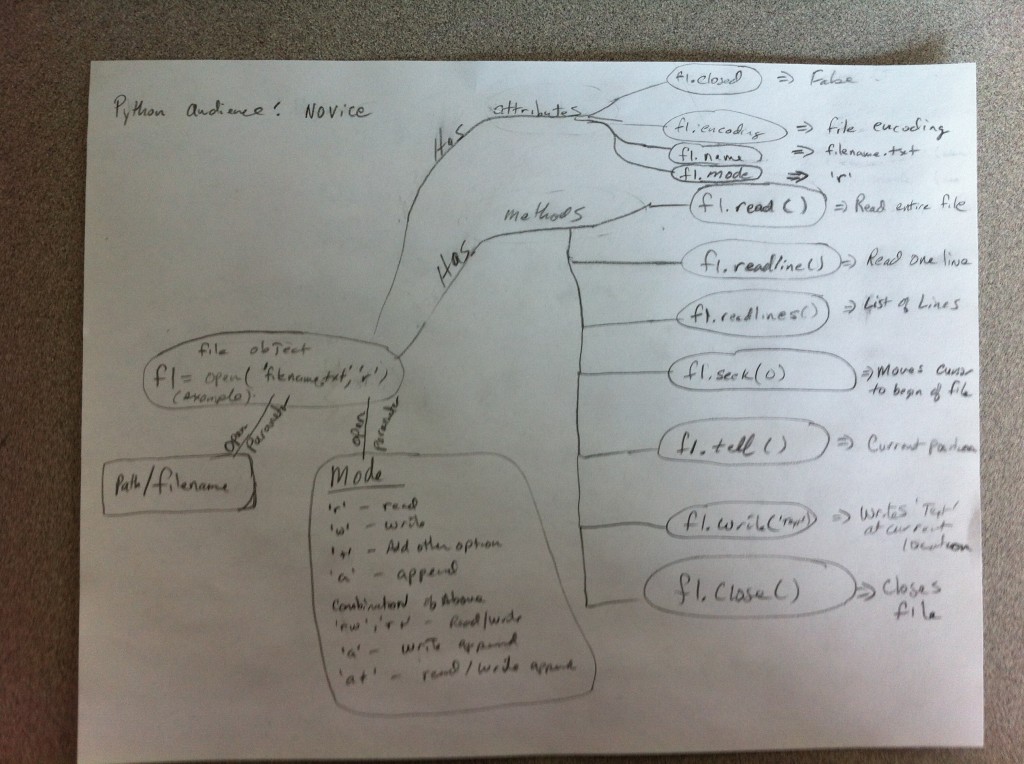 Python audience: NOVICE
Has
attributes
f1.closed => False
f1.encoding => file encoding
f1.name => filename.txt
f1.mode => 'r'
Has
methods
f1.read() => Read entire file
f1.readline() => Read one line
f1.readlines() => List of Lines
f1.seek(0) => Moves cursor
to begin of file
f1.tell() => Current position
f1.write('Text') => Writes 'Text'
at current
location
f1.close() => Closes
file
file object
f1 = open('filename.txt','r')
(example)
open
open
Path/filename
Mode
'r' - read
'w' - write
'+' - Add other option
'a' - append
Combination of Above
'rw','r+' - Read/write
'a' - write append
'a+' - read/write append